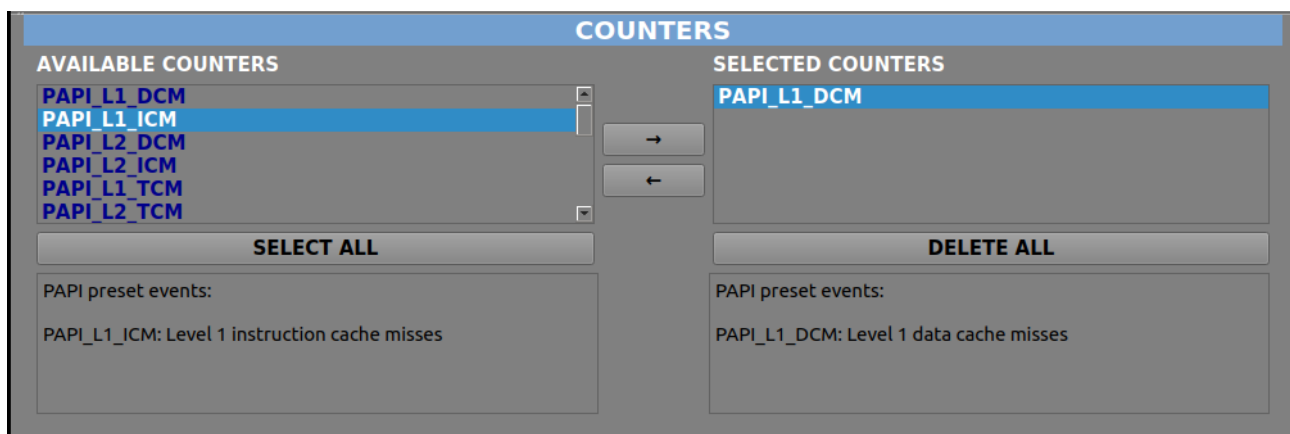 COUNTERS
AVAILABLE COUNTERS
PAPI_L1_DCM
PAPI_L1_ICM
PAPI_L2_DCM
PAPI_L2_ICM
PAPI_L1_TCM
PAPI_L2_TCM
SELECT ALL
PAPI preset events:
PAPI_L1_ICM: Level 1 instruction cache misses
→
←
SELECTED COUNTERS
PAPI_L1_DCM
DELETE ALL
PAPI preset events:
PAPI_L1_DCM: Level 1 data cache misses